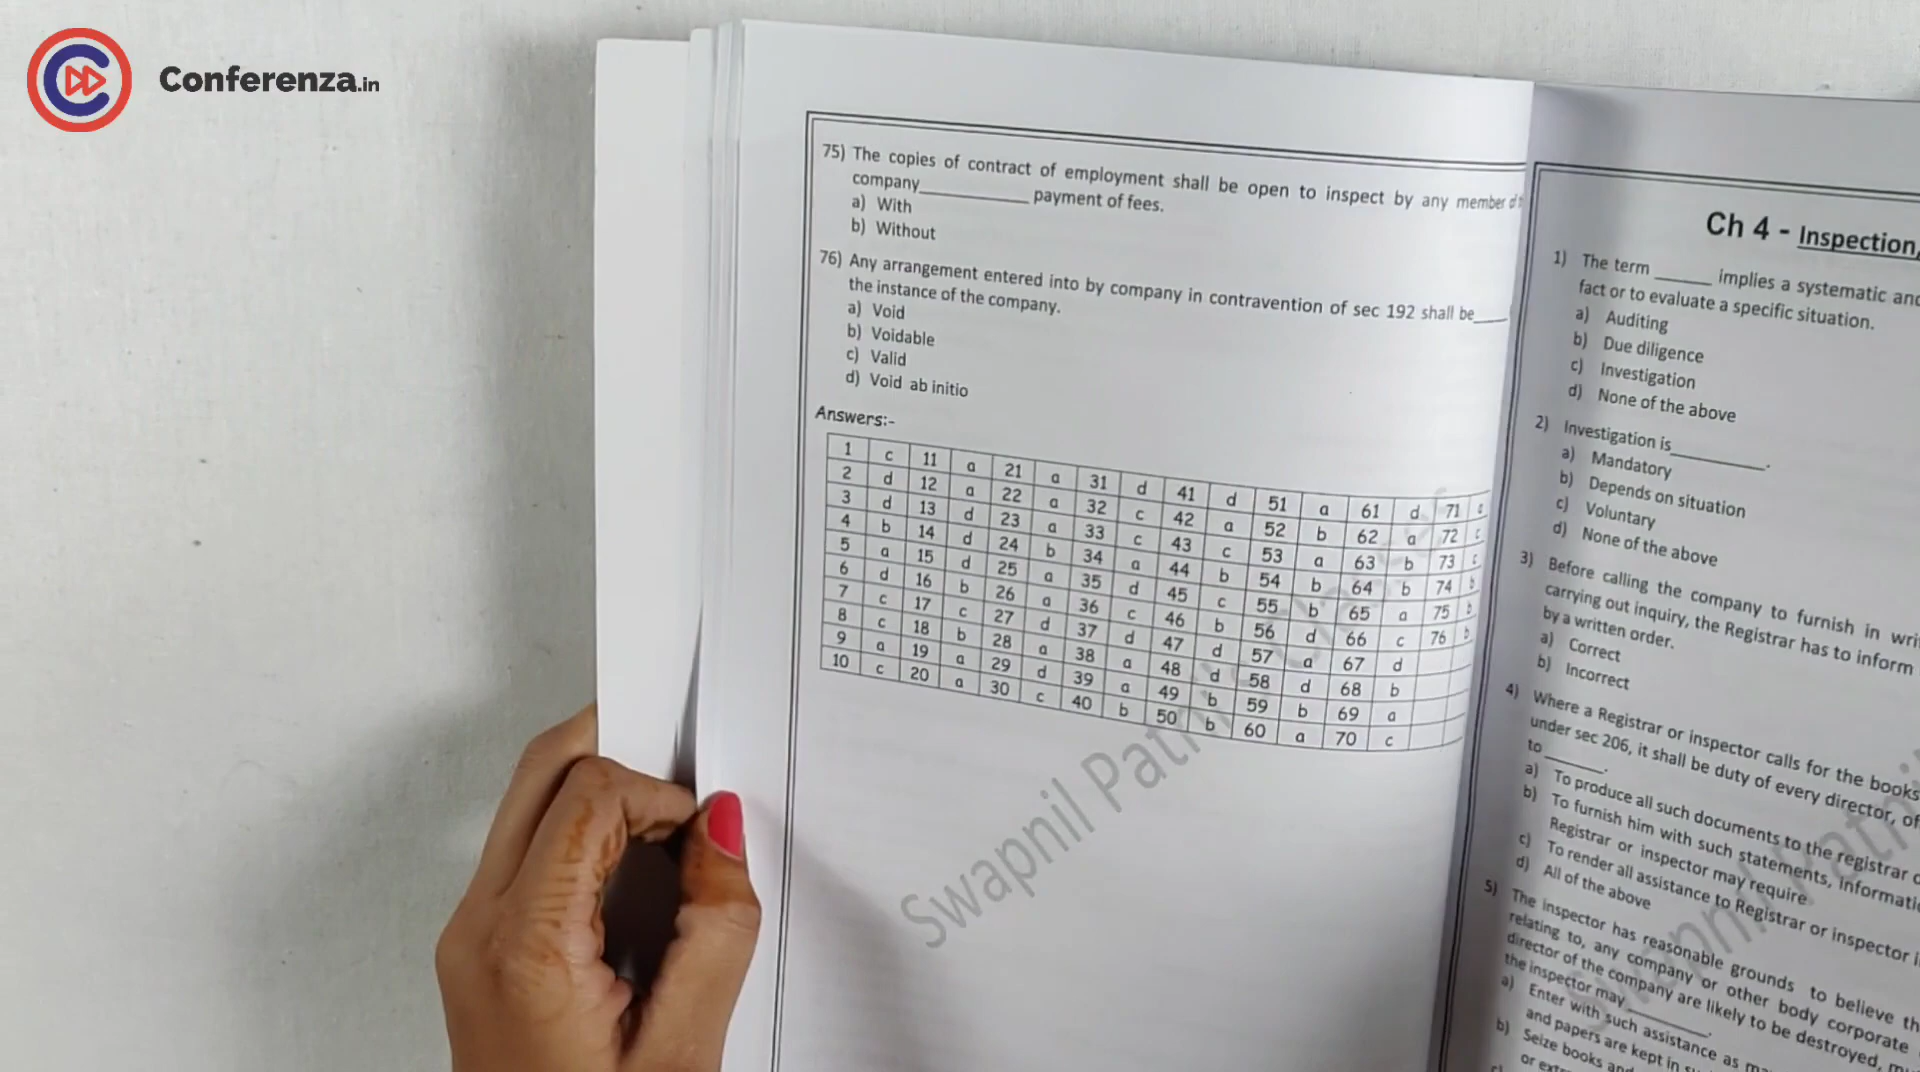 Conferenza.in
75) The copies of contract of employment shall be open to inspect by any member of
company____________ payment of fees.
a) With
b) Without
76) Any arrangement entered into by company in contravention of sec 192 shall be____
the instance of the company.
a) Void
b) Voidable
c) Valid
d) Void ab initio
Answers:-
1 c 11 a 21 a 31 d 41 d 51 a 61 d 71
2 d 12 a 22 a 32 c 42 a 52 b 62 a 72 c
3 d 13 d 23 a 33 c 43 c 53 a 63 b 73 c
4 b 14 d 24 b 34 a 44 b 54 b 64 b 74 b
5 a 15 d 25 a 35 d 45 c 55 b 65 a 75 b
6 d 16 b 26 a 36 c 46 b 56 d 66 c 76 b
7 c 17 c 27 d 37 d 47 d 57 a 67 d
8 c 18 b 28 a 38 a 48 d 58 d 68 b
9 a 19 a 29 d 39 a 49 b 59 b 69 a
10 c 20 a 30 c 40 b 50 b 60 a 70 c
Swapnil Patni
Ch 4 - Inspection,
1) The term ______ implies a systematic and
fact or to evaluate a specific situation.
a) Auditing
b) Due diligence
c) Investigation
d) None of the above
2) Investigation is___________.
a) Mandatory
b) Depends on situation
c) Voluntary
d) None of the above
3) Before calling the company to furnish in
carrying out inquiry, the Registrar has to inform
by a written order.
a) Correct
b) Incorrect
4) Where a Registrar or inspector calls for the books
under sec 206, it shall be duty of every director,
to ______.
a) To produce all such documents to the registrar
b) To furnish him with such statements,
Registrar or inspector may require
c) To render all assistance to Registrar or inspector
d) All of the above
5) The inspector has reasonable grounds to believe
relating to, any company or other body corporate
director of the company are likely to be destroyed,
the inspector may_________.
a) Enter with such assistance as
and papers are kept in
b) Seize books and
or